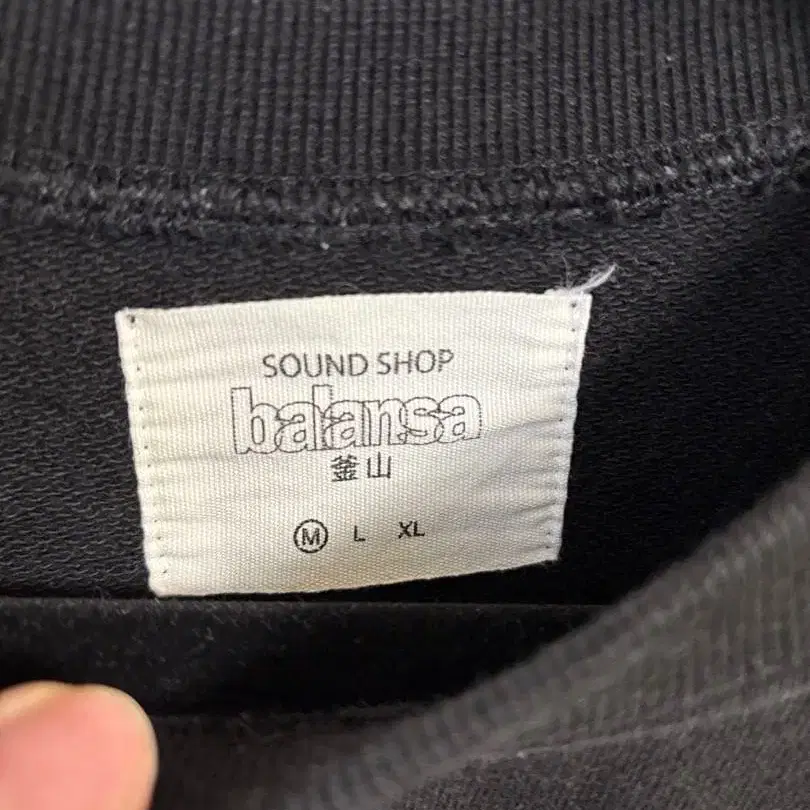 SOUND SHOP
balansa
釜山
M L XL